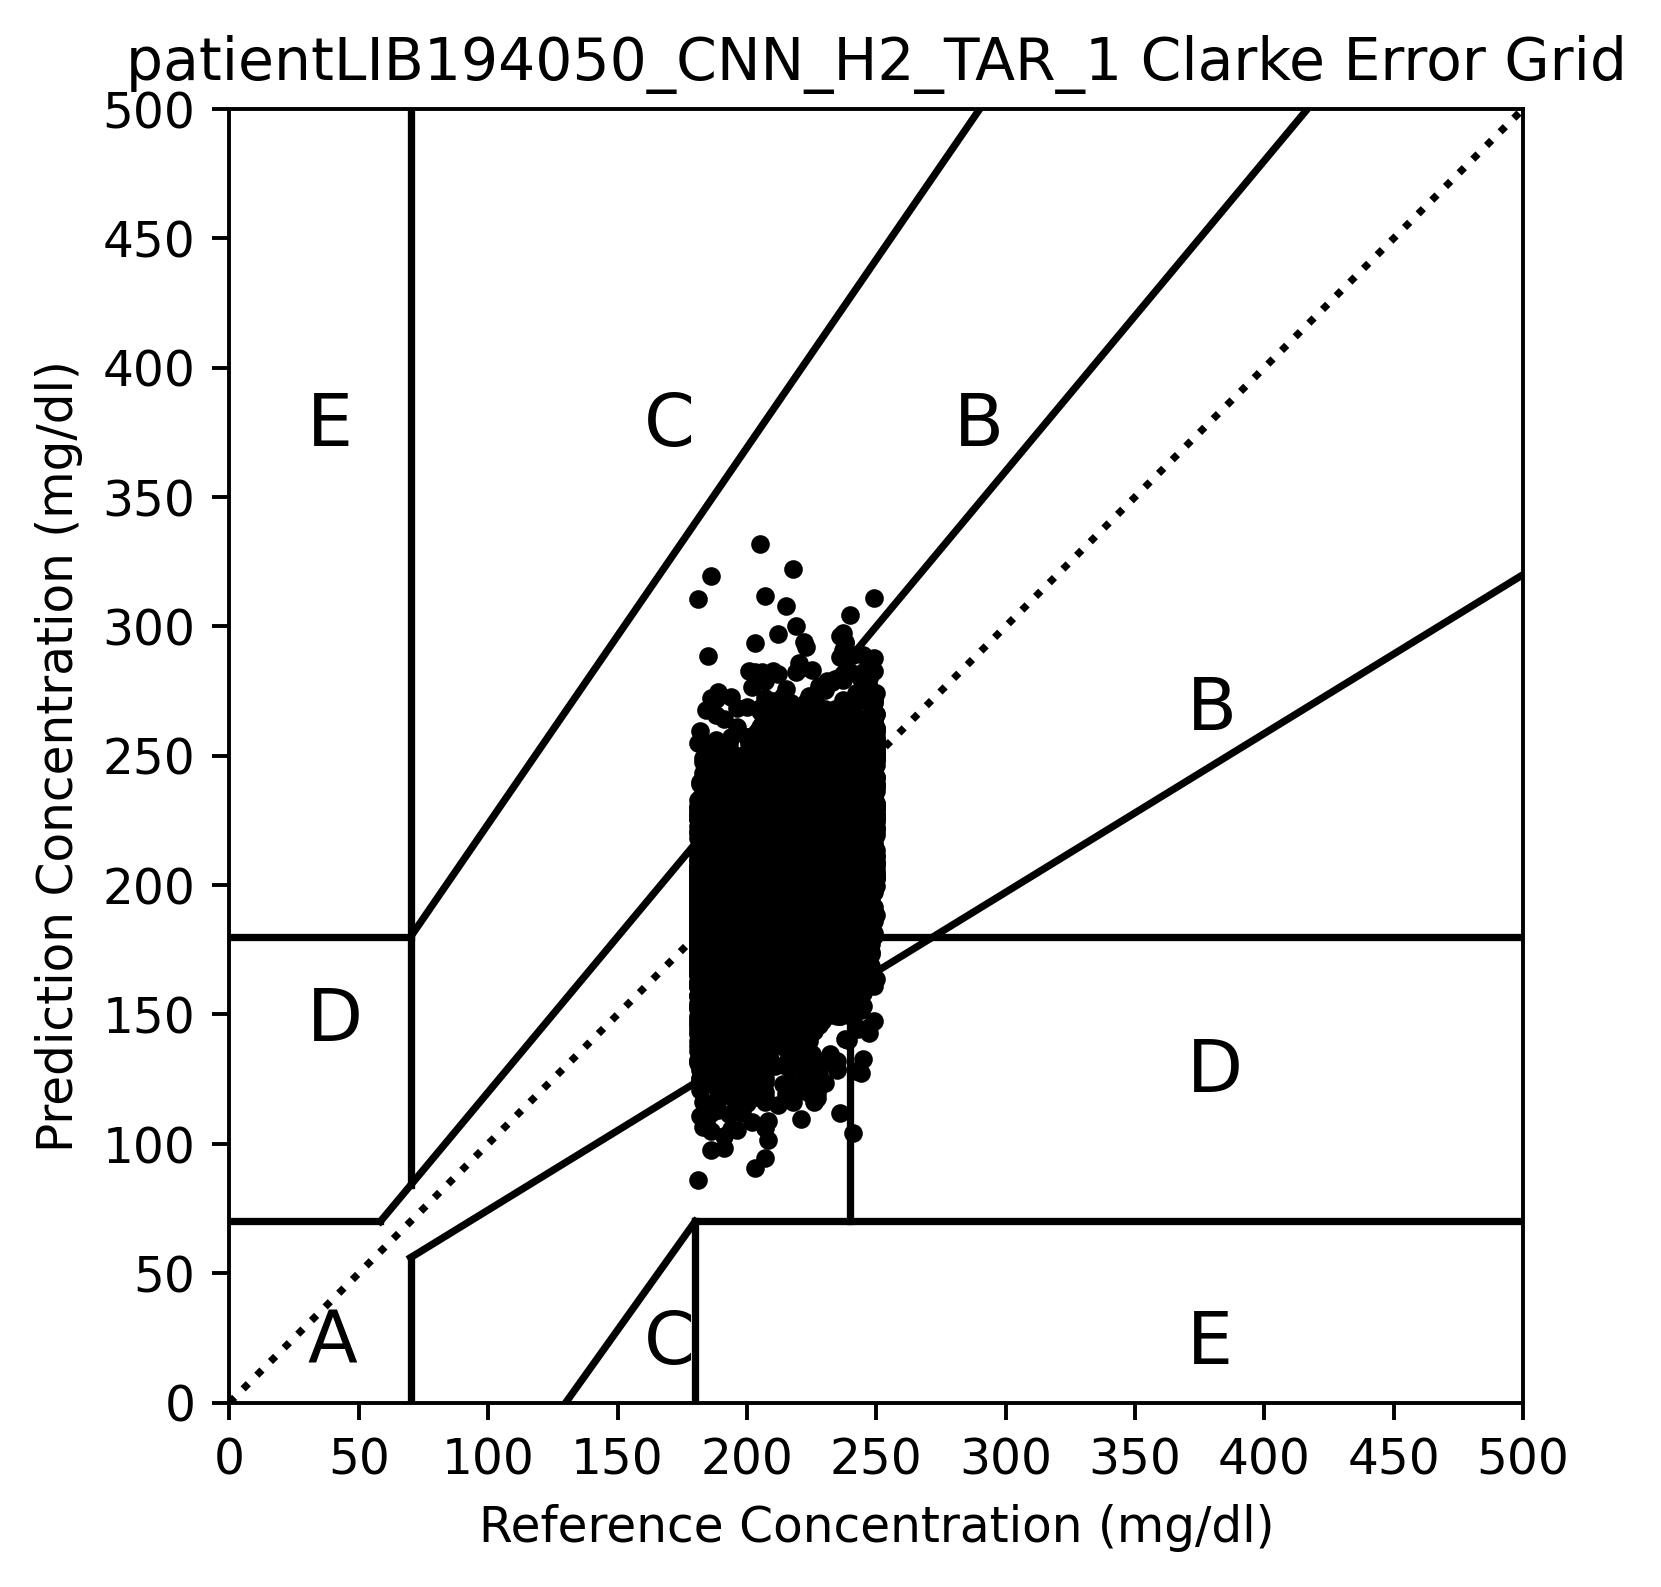 patientLIB194050_CNN_H2_TAR_1 Clarke Error Grid
500
450
400
350
300
250
200
150
100
50
0
Prediction Concentration (mg/dl)
E
C
B
B
D
D
A
C
E
0 50 100 150 200 250 300 350 400 450 500
Reference Concentration (mg/dl)